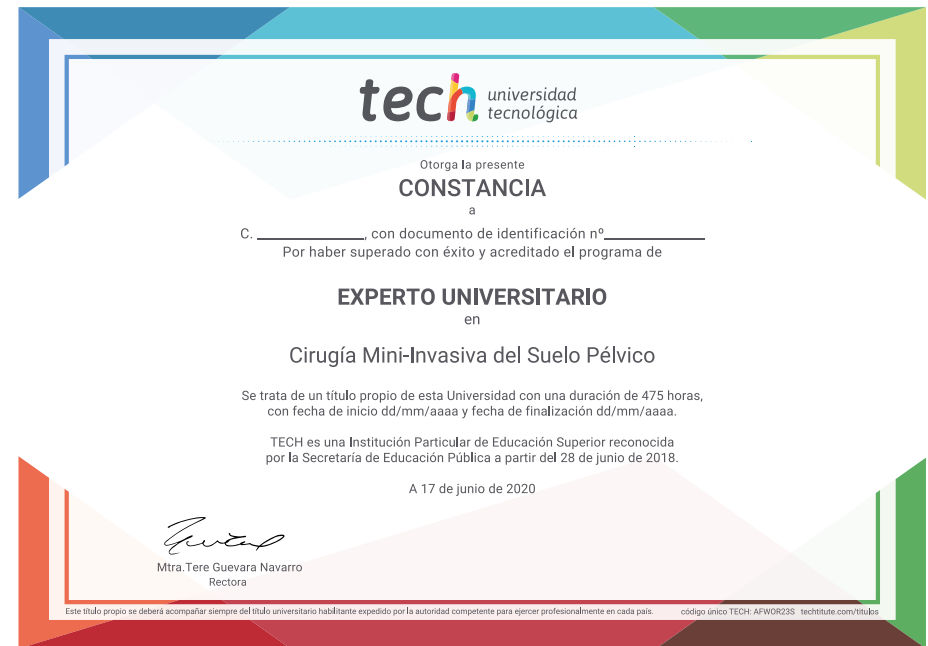 tech universidad
tecnológica
Otorga la presente
CONSTANCIA
a
C. ______________, con documento de identificación nº______________
Por haber superado con éxito y acreditado el programa de
EXPERTO UNIVERSITARIO
en
Cirugía Mini-Invasiva del Suelo Pélvico
Se trata de un título propio de esta Universidad con una duración de 475 horas,
con fecha de inicio dd/mm/aaaa y fecha de finalización dd/mm/aaaa.
TECH es una Institución Particular de Educación Superior reconocida
por la Secretaría de Educación Pública a partir del 28 de junio de 2018.
A 17 de junio de 2020
Mtra.Tere Guevara Navarro
Rectora
Este título propio se deberá acompañar siempre del título universitario habilitante expedido por la autoridad competente para ejercer profesionalmente en cada país. código único TECH: AFWOR23S techtitute.com/titulos